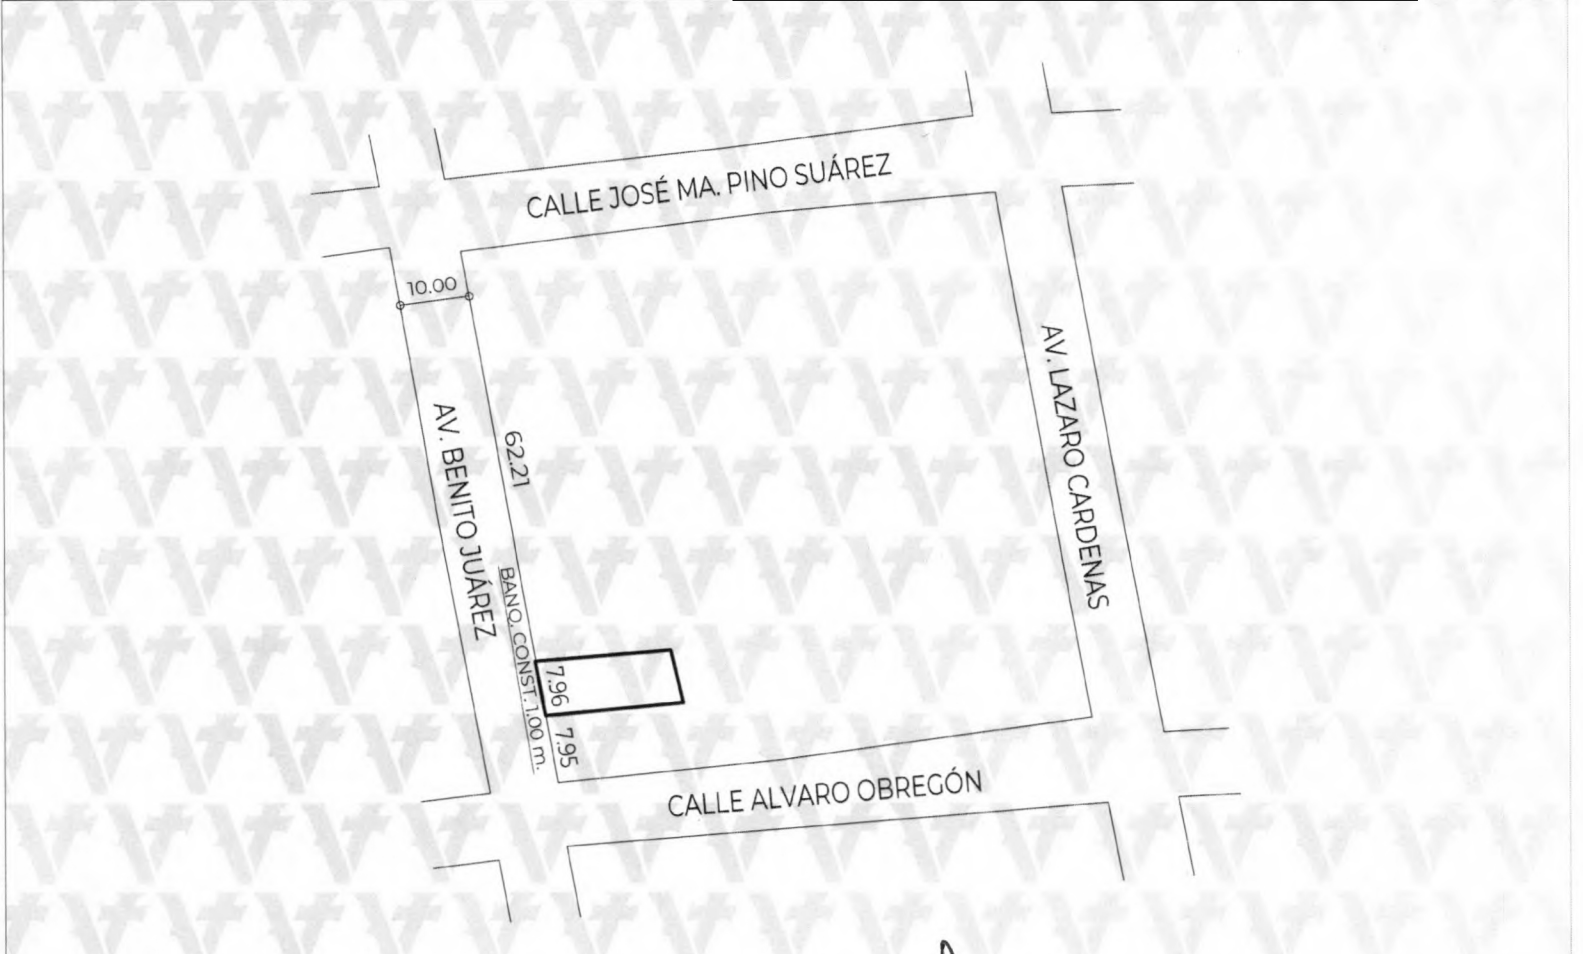 CALLE JOSÉ MA. PINO SUÁREZ
10.00
AV. BENITO JUÁREZ
62.21
AV. LAZARO CARDENAS
BANQ. CONST. 1.00 m.
7.96
7.95
CALLE ALVARO OBREGÓN